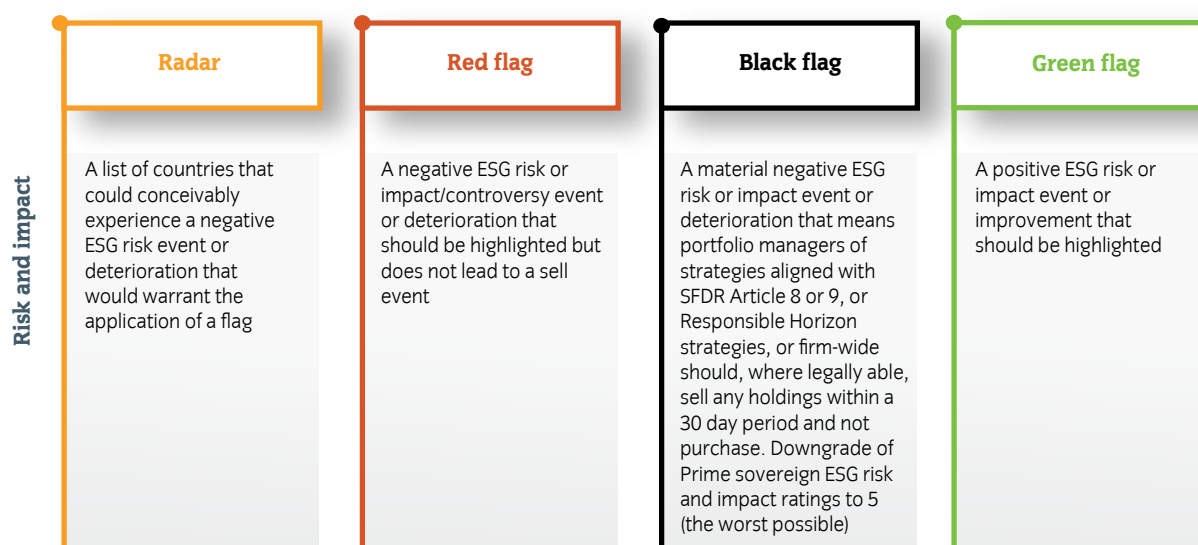 Risk and impact
Radar
A list of countries that
could conceivably
experience a negative
ESG risk event or
deterioration that
would warrant the
application of a flag
Red flag
A negative ESG risk or
impact/controversy event
or deterioration that
should be highlighted but
does not lead to a sell
event
Black flag
A material negative ESG
risk or impact event or
deterioration that means
portfolio managers of
strategies aligned with
SFDR Article 8 or 9, or
Responsible Horizon
strategies, or firm-wide
should, where legally able,
sell any holdings within a
30 day period and not
purchase. Downgrade of
Prime sovereign ESG risk
and impact ratings to 5
(the worst possible)
Green flag
A positive ESG risk or
impact event or
improvement that
should be highlighted